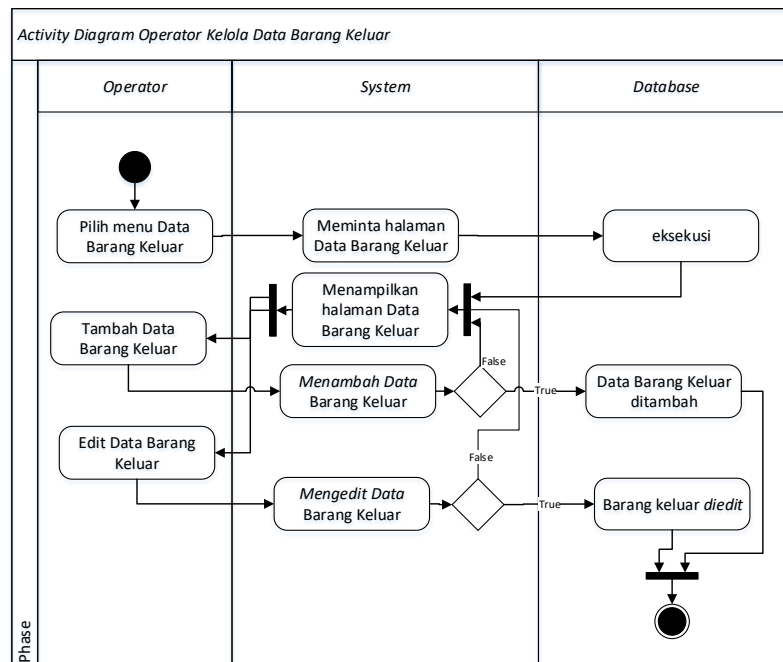 Activity Diagram Operator Kelola Data Barang Keluar
Operator
System
Database
Pilih menu Data
Barang Keluar
Meminta halaman
Data Barang Keluar
eksekusi
Menampilkan
halaman Data
Barang Keluar
Tambah Data
Barang Keluar
False
Menambah Data
Barang Keluar
True
Data Barang Keluar
ditambah
Edit Data Barang
Keluar
False
Mengedit Data
Barang Keluar
True
Barang keluar diedit
Phase